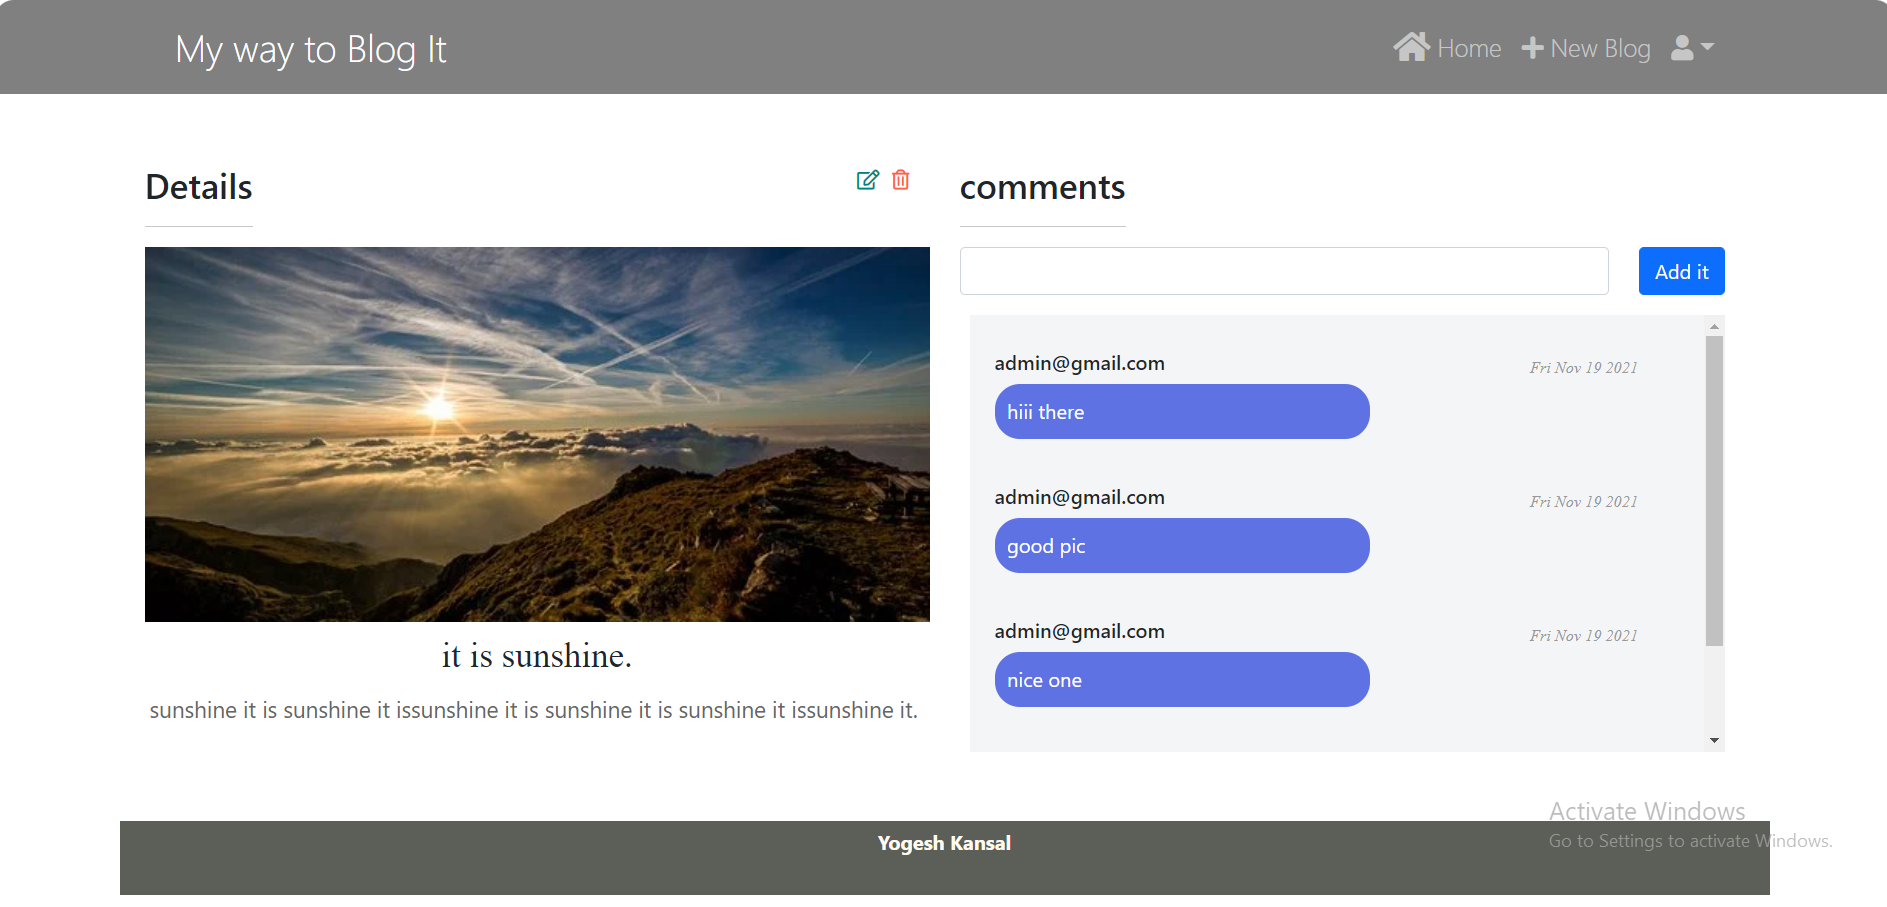 My way to Blog It
Home
New Blog
Details
comments
Add it
admin@gmail.com
Fri Nov 19 2021
hiii there
admin@gmail.com
Fri Nov 19 2021
good pic
admin@gmail.com
Fri Nov 19 2021
nice one
it is sunshine.
sunshine it is sunshine it issunshine it is sunshine it is sunshine it issunshine it.
Activate Windows
Go to Settings to activate Windows.
Yogesh Kansal